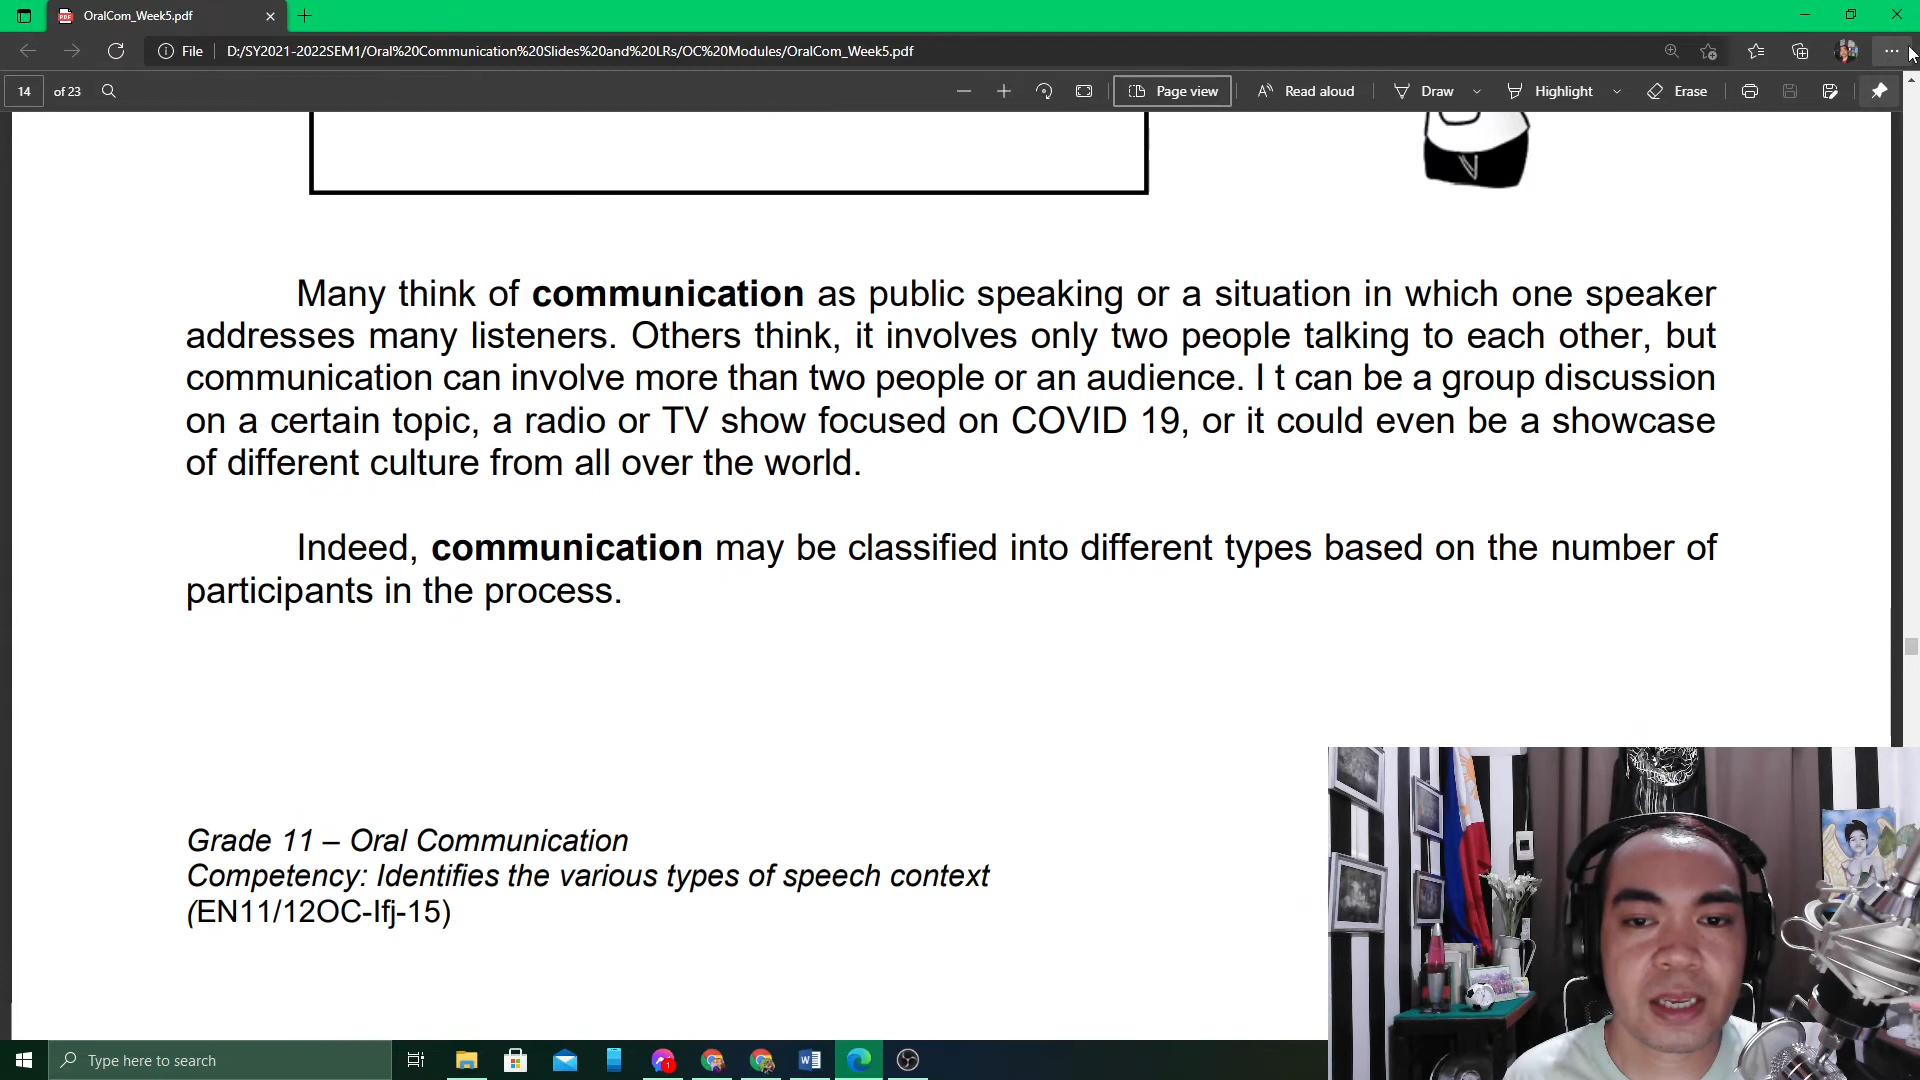 OralCom_Week5.pdf
File
D:/SY2021-2022SEM1/Oral%20Communication%20Slides%20and%20LRs/OC%20Modules/OralCom_Week5.pdf
14 of 23
Page view
Read aloud
Draw
Highlight
Erase
Many think of communication as public speaking or a situation in which one speaker
addresses many listeners. Others think, it involves only two people talking to each other, but
communication can involve more than two people or an audience. I t can be a group discussion
on a certain topic, a radio or TV show focused on COVID 19, or it could even be a showcase
of different culture from all over the world.
Indeed, communication may be classified into different types based on the number of
participants in the process.
Grade 11 – Oral Communication
Competency: Identifies the various types of speech context
(EN11/12OC-Ifj-15)
Type here to search